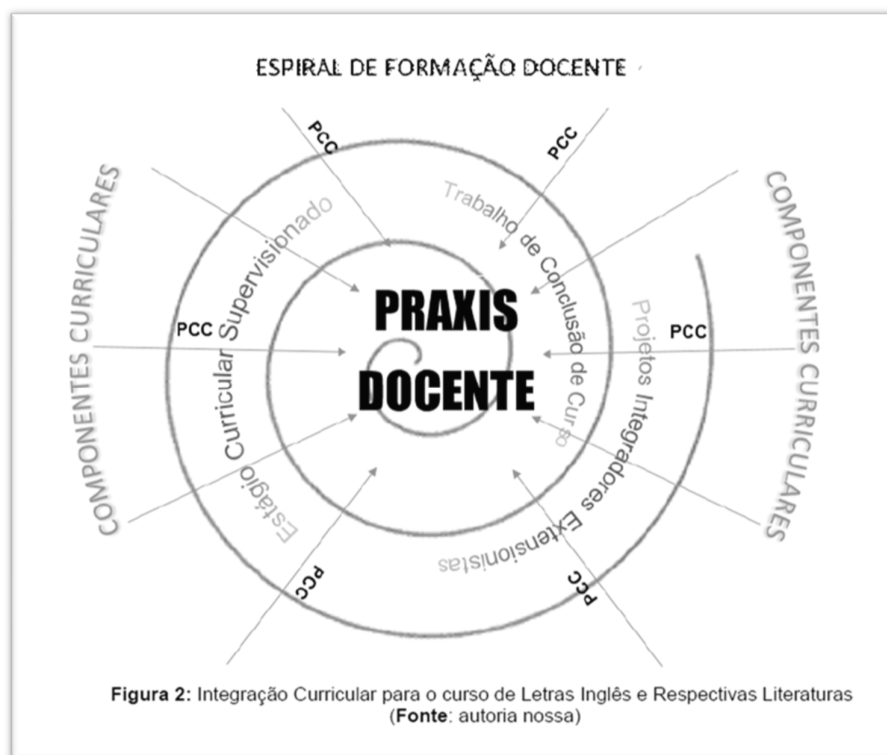 ESPIRAL DE FORMAÇÃO DOCENTE
PCC
PCC
COMPONENTES CURRICULARES
COMPONENTES CURRICULARES
Estágio Curricular Supervisionado
Trabalho de Conclusão de Curso
Projetos Integradores Extensionistas
PRAXIS
DOCENTE
PCC
PCC
PCC
PCC
Figura 2: Integração Curricular para o curso de Letras Inglês e Respectivas Literaturas
(Fonte: autoria nossa)